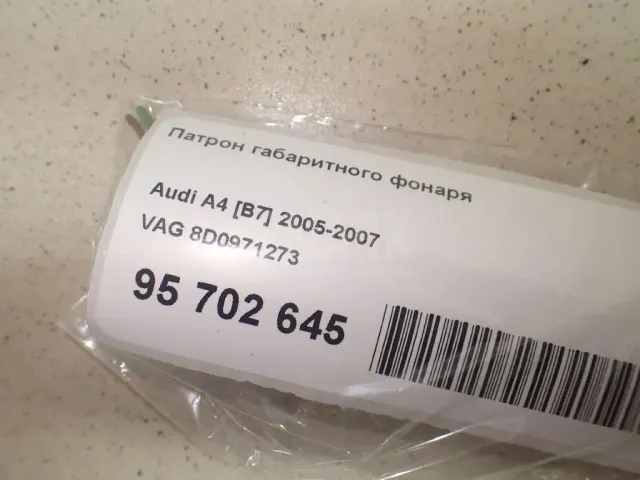 Патрон габаритного фонаря
Audi A4 [B7] 2005-2007
VAG 8D0971273
95 702 645